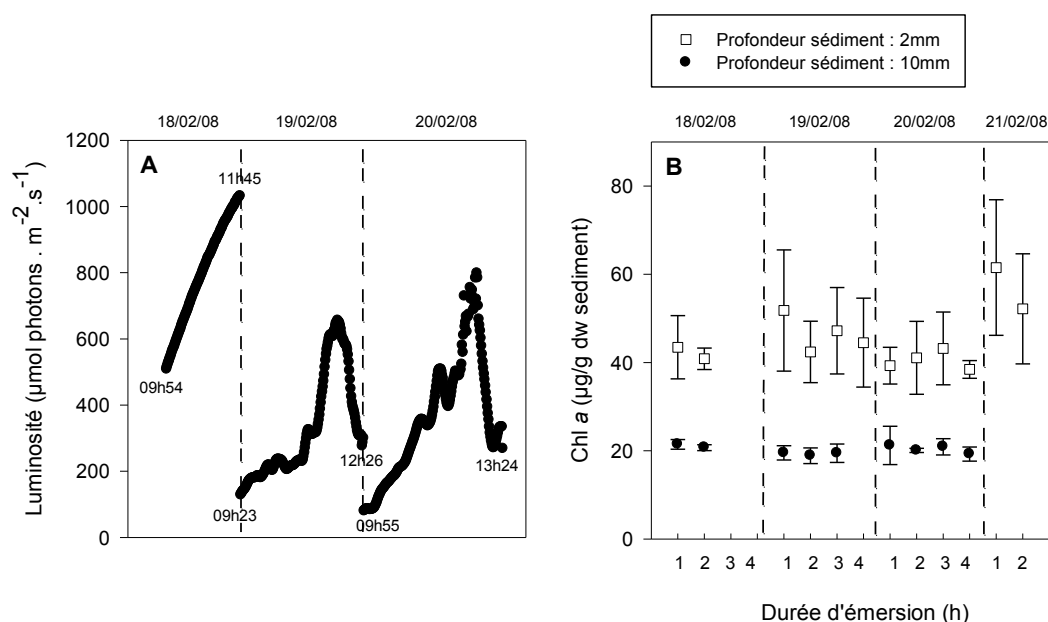 Profondeur sédiment : 2mm
Profondeur sédiment : 10mm
18/02/08 19/02/08 20/02/08
A
Luminosité (µmol photons . m-2 .s-1)
1200
1000
800
600
400
200
0
09h54
11h45
09h23
12h26
09h55
13h24
18/02/08 19/02/08 20/02/08 21/02/08
B
Chl a (µg/g dw sediment)
80
60
40
20
0
1 2 3 4 1 2 3 4 1 2 3 4 1 2
Durée d'émersion (h)